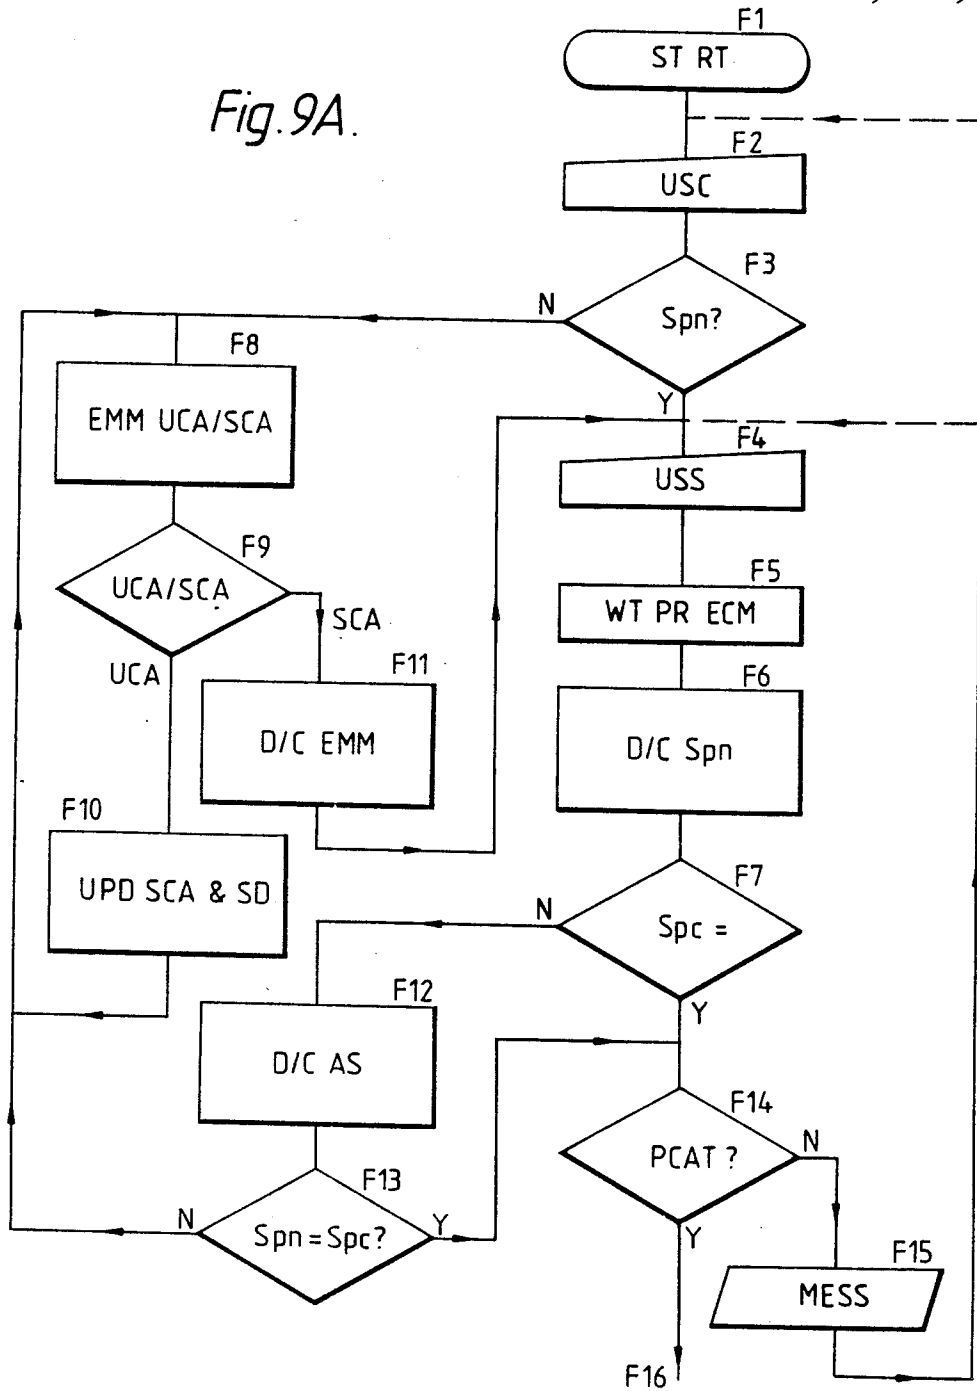 F1
ST RT
Fig. 9A.
F2
USC
F3
N
Spn?
Y
F8
EMM UCA/SCA
F4
USS
F9
UCA/SCA
SCA
UCA
F5
WT PR ECM
F11
D/C EMM
F6
D/C Spn
F10
UPD SCA & SD
F7
N
Spc =
Y
F12
D/C AS
F14
PCAT ?
N
Y
F13
N
Spn = Spc?
Y
F15
MESS
F16